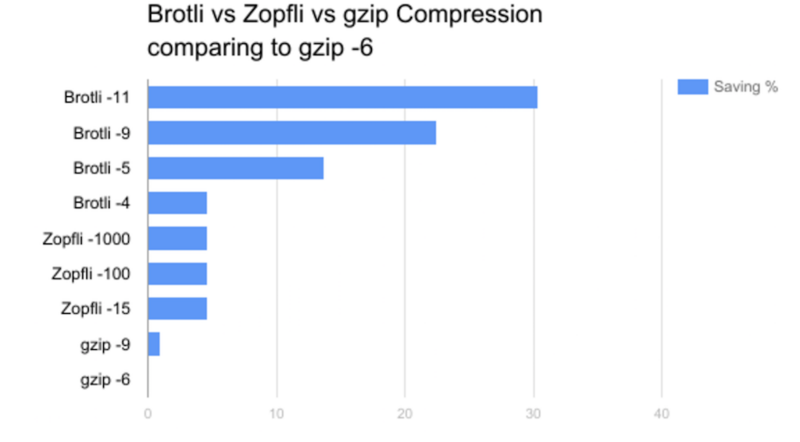 Brotli vs Zopfli vs gzip Compression
comparing to gzip -6
Saving %
Brotli -11
Brotli -9
Brotli -5
Brotli -4
Zopfli -1000
Zopfli -100
Zopfli -15
gzip -9
gzip -6
0 10 20 30 40